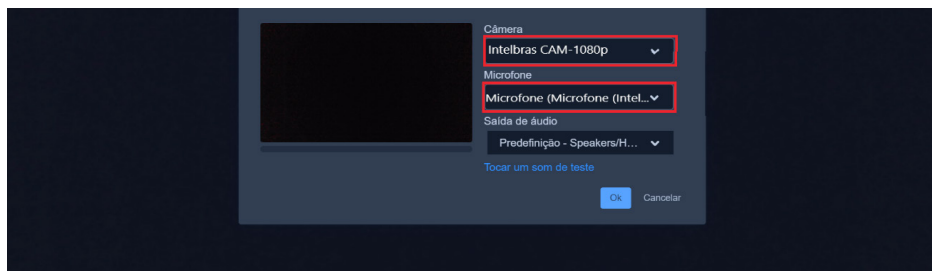 Câmera
Intelbras CAM-1080p
Microfone
Microfone (Microfone (Intel...
Saída de áudio
Predefinição - Speakers/H...
Tocar um som de teste
Ok Cancelar